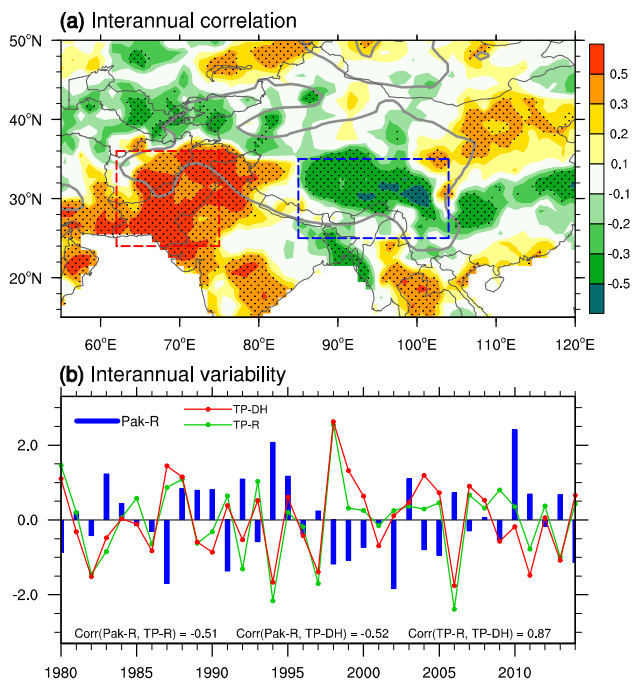 (a) Interannual correlation
50°N
40°N
30°N
20°N
60°E 70°E 80°E 90°E 100°E 110°E 120°E
0.5
0.3
0.2
0.1
-0.1
-0.2
-0.3
-0.5
(b) Interannual variability
Pak-R
TP-DH
TP-R
2.0
0.0
-2.0
Corr(Pak-R, TP-R) = -0.51 Corr(Pak-R, TP-DH) = -0.52 Corr(TP-R, TP-DH) = 0.87
1980 1985 1990 1995 2000 2005 2010